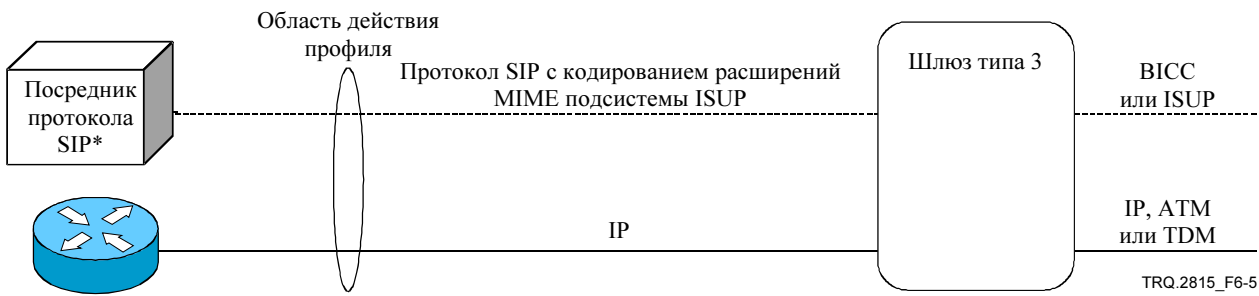 Область действия
профиля
Посредник
протокола
SIP*
Протокол SIP с кодированием расширений
MIME подсистемы ISUP
Шлюз типа 3
BICC
или ISUP
IP
IP, ATM
или TDM
TRQ.2815_F6-5